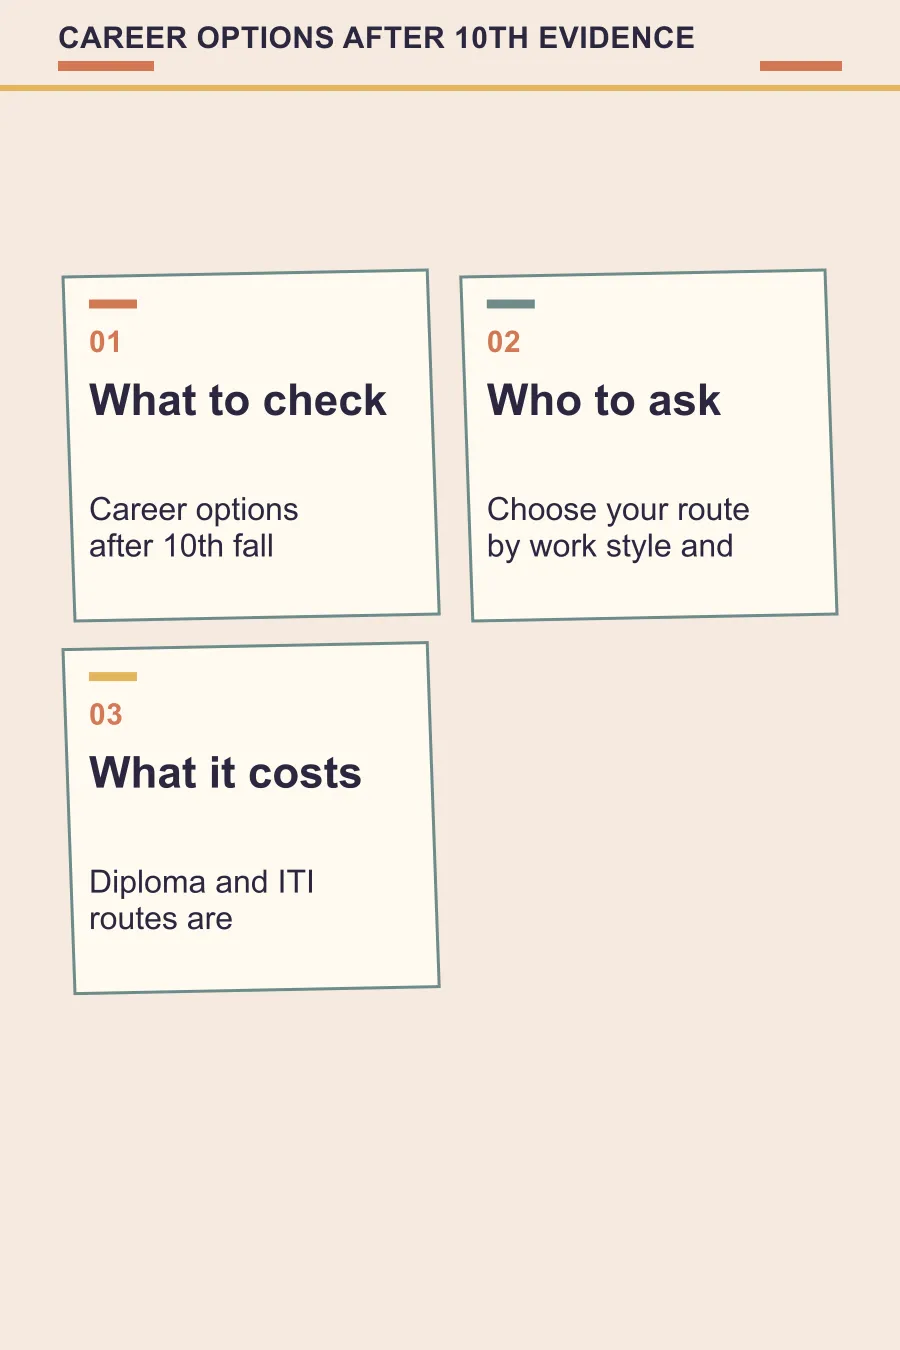 CAREER OPTIONS AFTER 10TH EVIDENCE
01
What to check
Career options
after 10th fall
02
Who to ask
Choose your route
by work style and
03
What it costs
Diploma and ITI
routes are